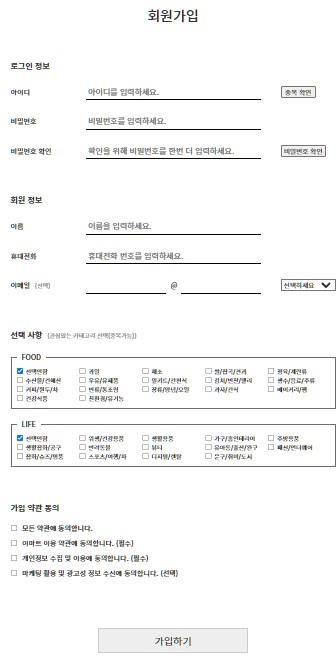 회원가입
로그인 정보
아이디 아이디를 입력하세요. 중복 확인
비밀번호 비밀번호를 입력하세요.
비밀번호 확인 확인을 위해 비밀번호를 한번 더 입력하세요. 비밀번호 확인
회원 정보
이름 이름을 입력하세요.
휴대전화 휴대전화 번호를 입력하세요.
이메일 (선택) @ 선택하세요
선택 사항 (관심있는 카테고리 선택(중복가능))
FOOD
선택안함 과일 채소 쌀/잡곡/견과 정육/계란류
수산물/건해산 우유/유제품 밀키트/간편식 김치/반찬/델리 생수/음료/주류
커피/원두/차 면류/통조림 장류/양념/오일 과자/간식 베이커리/잼
건강식품 친환경/유기농
LIFE
선택안함 위생/건강용품 생활용품 가구/홈인테리어 주방용품
생활잡화/공구 반려동물 뷰티 유아동/출산/완구 패션/언더웨어
잡화/슈즈/명품 스포츠/여행/차 디지털/렌탈 문구/취미/도서
가입 약관 동의
모든 약관에 동의합니다.
이마트 이용 약관에 동의합니다. (필수)
개인정보 수집 및 이용에 동의합니다. (필수)
마케팅 활용 및 광고성 정보 수신에 동의합니다. (선택)
가입하기